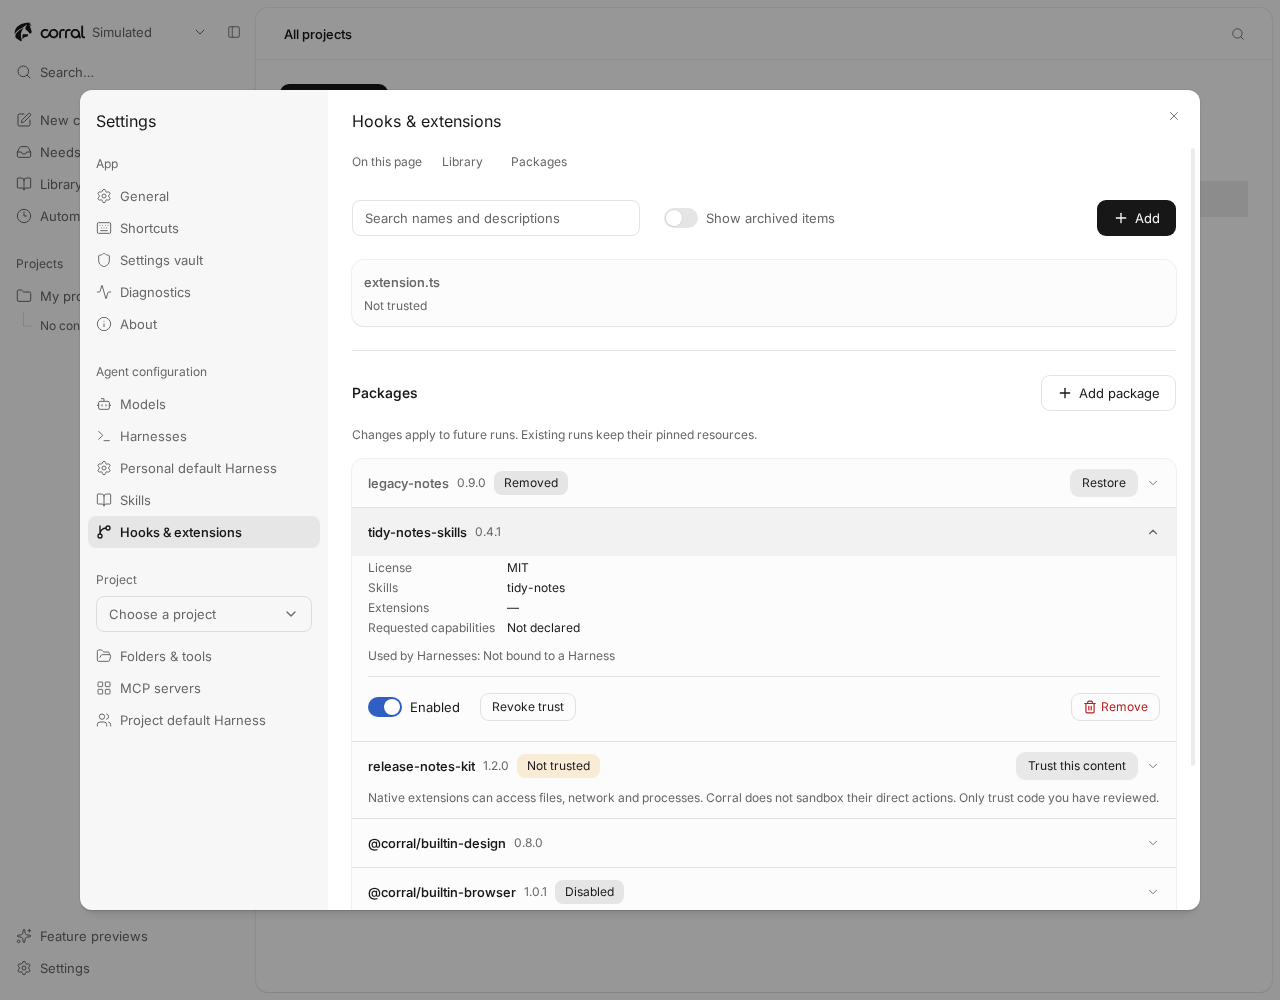 corral Simulated
All projects
Search...
New c
Needs
Library
Autom
Projects
My pro
No con
Feature previews
Settings
Settings
App
General
Shortcuts
Settings vault
Diagnostics
About
Agent configuration
Models
Harnesses
Personal default Harness
Skills
Hooks & extensions
Project
Choose a project
Folders & tools
MCP servers
Project default Harness
Hooks & extensions
On this page Library Packages
Search names and descriptions Show archived items Add
extension.ts
Not trusted
Packages Add package
Changes apply to future runs. Existing runs keep their pinned resources.
legacy-notes 0.9.0 Removed Restore
tidy-notes-skills 0.4.1
License MIT
Skills tidy-notes
Extensions —
Requested capabilities Not declared
Used by Harnesses: Not bound to a Harness
Enabled Revoke trust Remove
release-notes-kit 1.2.0 Not trusted Trust this content
Native extensions can access files, network and processes. Corral does not sandbox their direct actions. Only trust code you have reviewed.
@corral/builtin-design 0.8.0
@corral/builtin-browser 1.0.1 Disabled